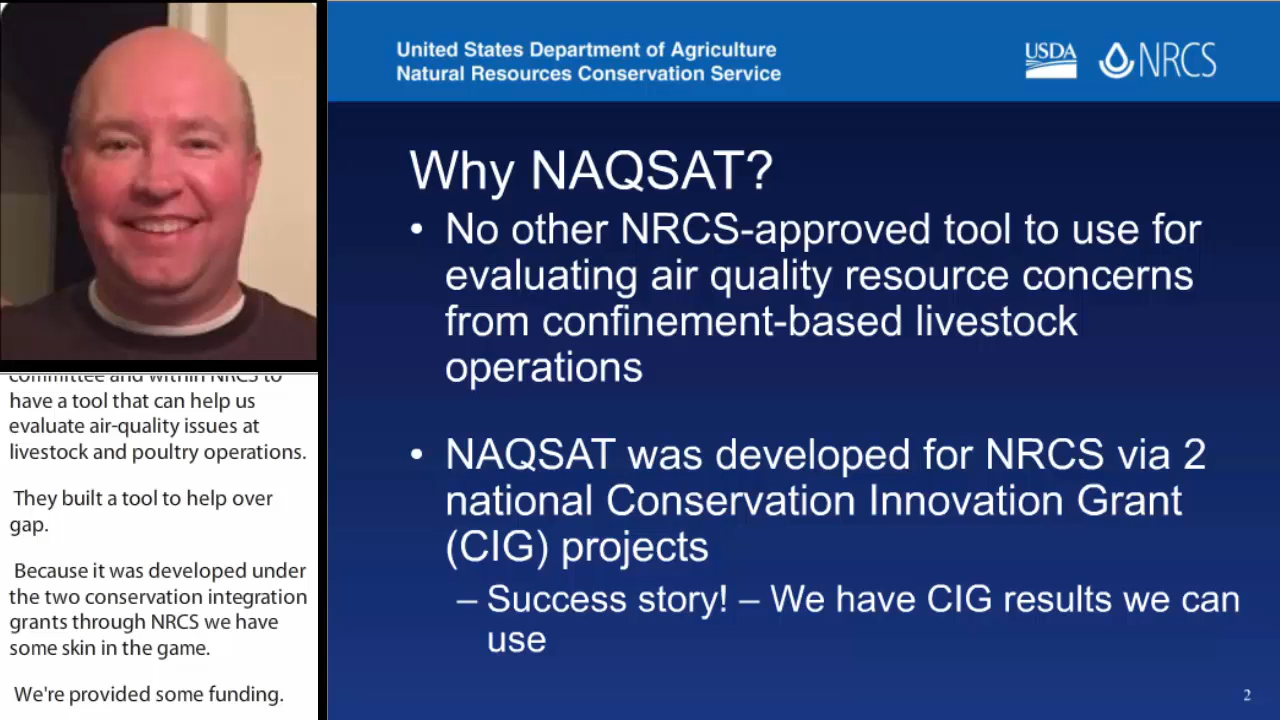 United States Department of Agriculture
Natural Resources Conservation Service
USDA
NRCS
Why NAQSAT?
• No other NRCS-approved tool to use for
evaluating air quality resource concerns
from confinement-based livestock
operations
• NAQSAT was developed for NRCS via 2
national Conservation Innovation Grant
(CIG) projects
– Success story! – We have CIG results we can
use
2
committee and within NRCS to
have a tool that can help us
evaluate air-quality issues at
livestock and poultry operations.
They built a tool to help over
gap.
Because it was developed under
the two conservation integration
grants through NRCS we have
some skin in the game.
We're provided some funding.